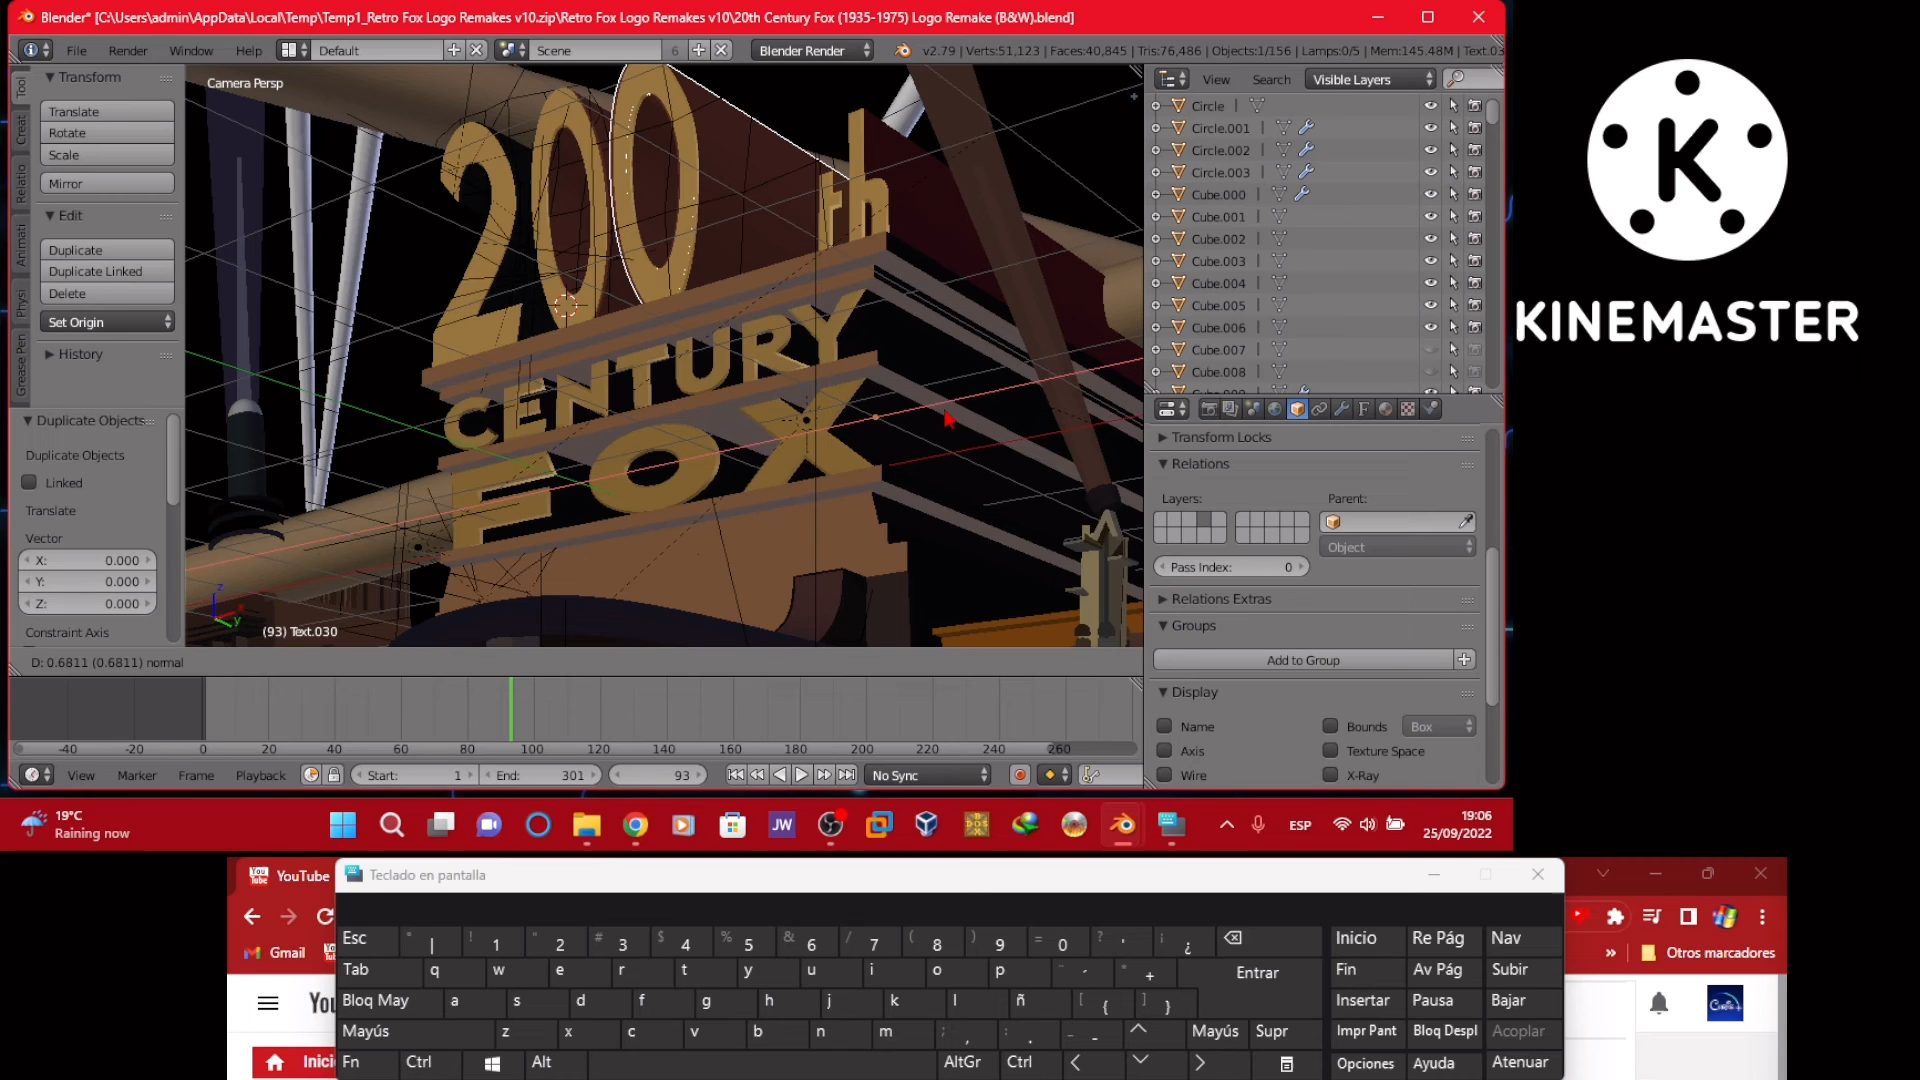 Blender* [C:\Users\admin\AppData\Local\Temp\Temp1_Retro Fox Logo Remakes v10.zip\Retro Fox Logo Remakes v10\20th Century Fox (1935-1975) Logo Remake (B&W).blend]
File Render Window Help Default Scene 6 Blender Render v2.79 | Verts:51,123 | Faces:40,845 | Tris:76,486 | Objects:1/156 | Lamps:0/5 | Mem:145.48M | Text.03
Tool
Creat
Relatio
Animati
Physi
Grease Pen
Transform
Translate
Rotate
Scale
Mirror
Edit
Duplicate
Duplicate Linked
Delete
Set Origin
History
Duplicate Objects
Duplicate Objects
Linked
Translate
Vector
X: 0.000
Y: 0.000
Z: 0.000
Constraint Axis
Camera Persp
200th
CENTURY
FOX
z
x
y
(93) Text.030
D: 0.6811 (0.6811) normal
View Search Visible Layers
Circle
Circle.001
Circle.002
Circle.003
Cube.000
Cube.001
Cube.002
Cube.003
Cube.004
Cube.005
Cube.006
Cube.007
Cube.008
Transform Locks
Relations
Layers: Parent:
Object
Pass Index: 0
Relations Extras
Groups
Add to Group
Display
Name Bounds Box
Axis Texture Space
Wire X-Ray
-40 -20 0 20 40 60 80 100 120 140 160 180 200 220 240 260
View Marker Frame Playback Start: 1 End: 301 93 No Sync
K
KINEMASTER
19°C
Raining now
JW
DOS
ESP
19:06
25/09/2022
YouTube
Teclado en pantalla
Gmail
» Otros marcadores
You
Inici
Esc ° | ! 1 " 2 # 3 $ 4 % 5 & 6 / 7 ( 8 ) 9 = 0 ? ' ¡ ¿ Inicio Re Pág Nav
Tab q w e r t y u i o p ¨ ´ * + Entrar Fin Av Pág Subir
Bloq May a s d f g h j k l ñ [ { ] } Insertar Pausa Bajar
Mayús z x c v b n m ; , : . _ - Mayús Supr Impr Pant Bloq Despl Acoplar
Fn Ctrl Alt AltGr Ctrl Opciones Ayuda Atenuar